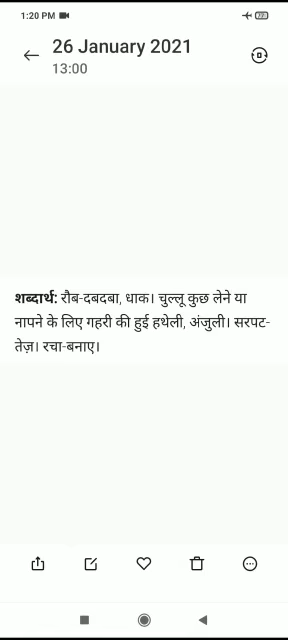 1:20 PM
26 January 2021
13:00
शब्दार्थ: रौब-दबदबा, धाक। चुल्लू कुछ लेने या
नापने के लिए गहरी की हुई हथेली, अंजुली। सरपट-
तेज़। रचा-बनाए।